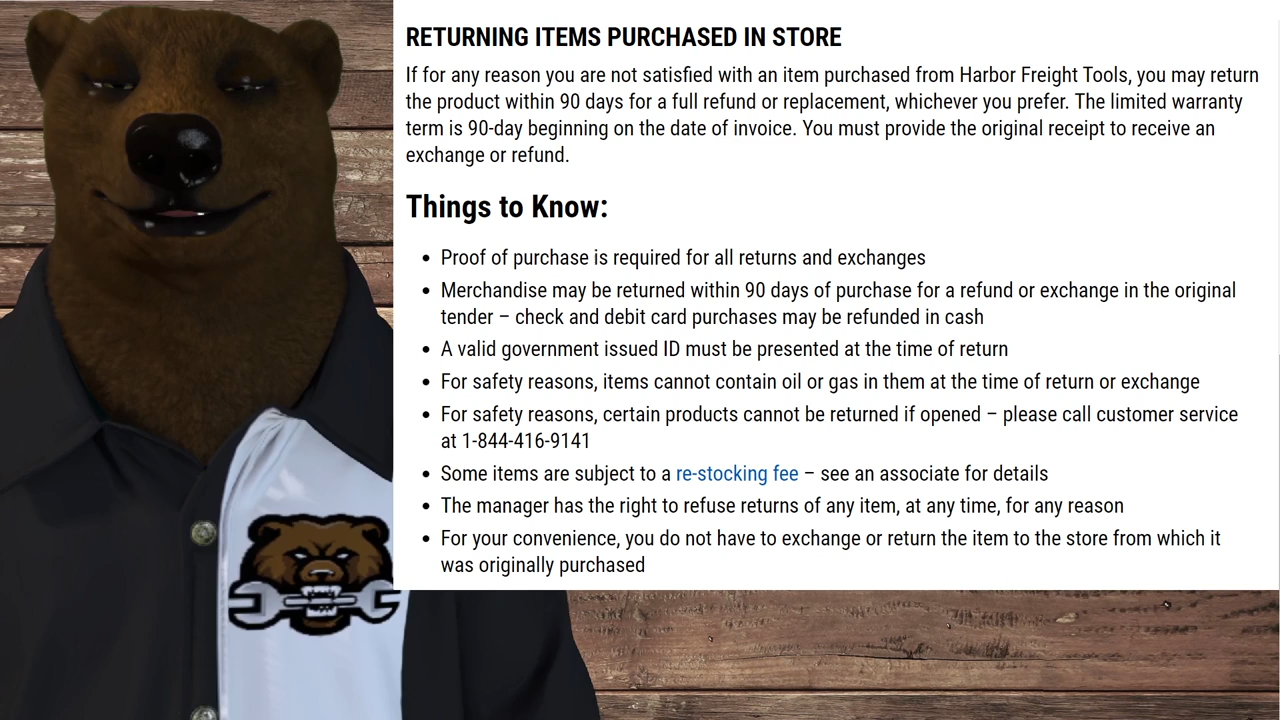 RETURNING ITEMS PURCHASED IN STORE
If for any reason you are not satisfied with an item purchased from Harbor Freight Tools, you may return
the product within 90 days for a full refund or replacement, whichever you prefer. The limited warranty
term is 90-day beginning on the date of invoice. You must provide the original receipt to receive an
exchange or refund.
Things to Know:
• Proof of purchase is required for all returns and exchanges
• Merchandise may be returned within 90 days of purchase for a refund or exchange in the original
tender – check and debit card purchases may be refunded in cash
• A valid government issued ID must be presented at the time of return
• For safety reasons, items cannot contain oil or gas in them at the time of return or exchange
• For safety reasons, certain products cannot be returned if opened – please call customer service
at 1-844-416-9141
• Some items are subject to a re-stocking fee – see an associate for details
• The manager has the right to refuse returns of any item, at any time, for any reason
• For your convenience, you do not have to exchange or return the item to the store from which it
was originally purchased